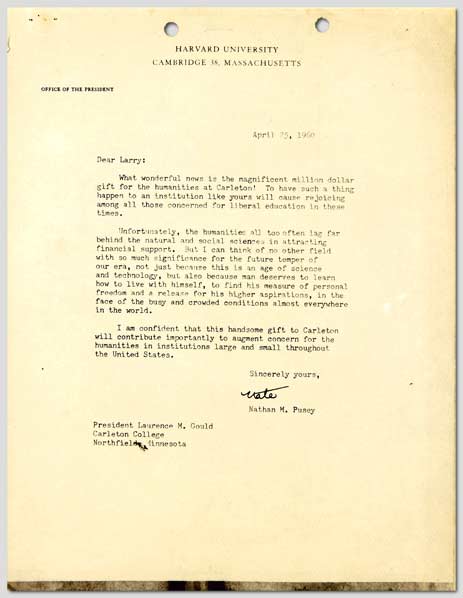 HARVARD UNIVERSITY
CAMBRIDGE 38, MASSACHUSETTS
OFFICE OF THE PRESIDENT
April 25, 1960
Dear Larry:
What wonderful news is the magnificent million dollar
gift for the humanities at Carleton! To have such a thing
happen to an institution like yours will cause rejoicing
among all those concerned for liberal education in these
times.
Unfortunately, the humanities all too often lag far
behind the natural and social sciences in attracting
financial support. But I can think of no other field
with so much significance for the future temper of
our era, not just because this is an age of science
and technology, but also because man deserves to learn
how to live with himself, to find his measure of personal
freedom and a release for his higher aspirations, in the
face of the busy and crowded conditions almost everywhere
in the world.
I am confident that this handsome gift to Carleton
will contribute importantly to augment concern for the
humanities in institutions large and small throughout
the United States.
Sincerely yours,
Nate
Nathan M. Pusey
President Laurence M. Gould
Carleton College
Northfield, Minnesota